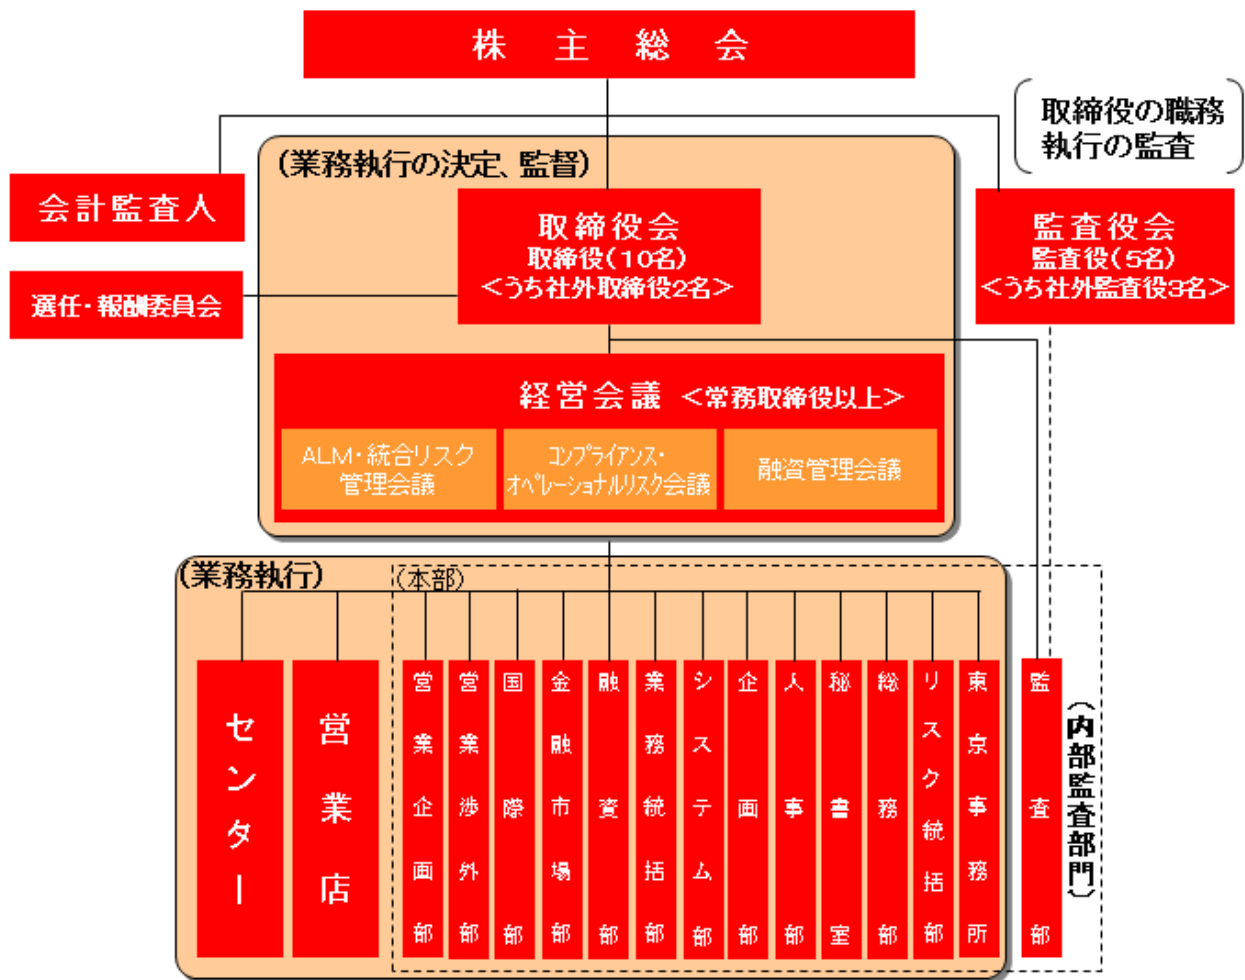 株主総会
取締役の職務
執行の監査
(業務執行の決定、監督)
会計監査人
取締役会
取締役(10名)
<うち社外取締役2名>
監査役会
監査役(5名)
<うち社外監査役3名>
選任・報酬委員会
経営会議 <常務取締役以上>
ALM・統合リスク
管理会議
コンプライアンス・
オペレーショナルリスク会議
融資管理会議
(業務執行)
(本部)
センター
営業店
営業企画部
営業渉外部
国際部
金融市場部
融資部
業務統括部
システム部
企画部
人事部
秘書室
総務部
リスク統括部
東京事務所
監査部
(内部監査部門)